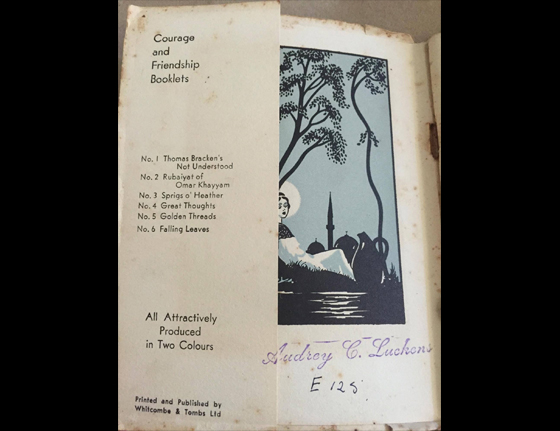 Courage
and
Friendship
Booklets
No. 1 Thomas Bracken's
Not Understood
No. 2 Rubaiyat of
Omar Khayyam
No. 3 Sprigs o' Heather
No. 4 Great Thoughts
No. 5 Golden Threads
No. 6 Falling Leaves
All Attractively
Produced
in Two Colours
Printed and Published by
Whitcombe & Tombs Ltd
Audrey C. Luckons
E 125